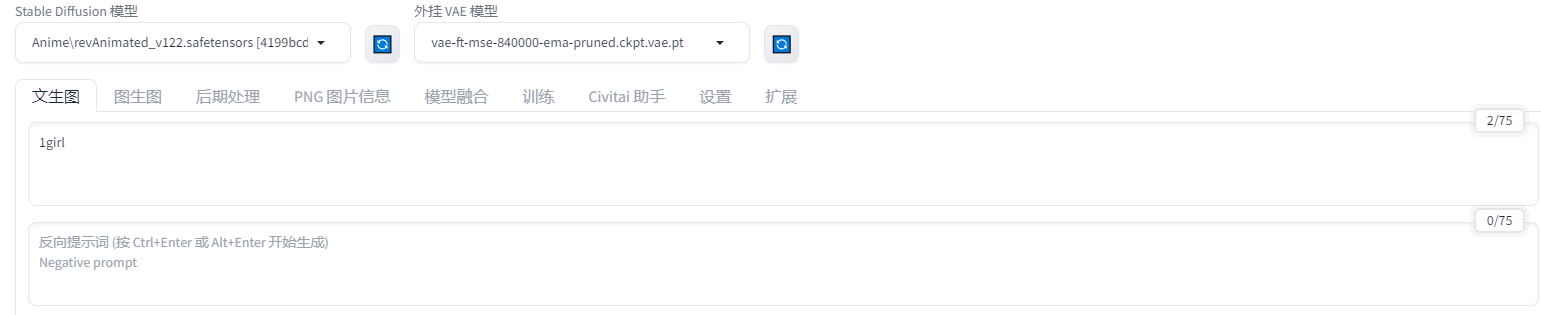 Stable Diffusion 模型 外挂 VAE 模型
Anime\revAnimated_v122.safetensors [4199bcd vae-ft-mse-840000-ema-pruned.ckpt.vae.pt
文生图 图生图 后期处理 PNG 图片信息 模型融合 训练 Civitai 助手 设置 扩展
2/75
1girl
0/75
反向提示词 (按 Ctrl+Enter 或 Alt+Enter 开始生成)
Negative prompt